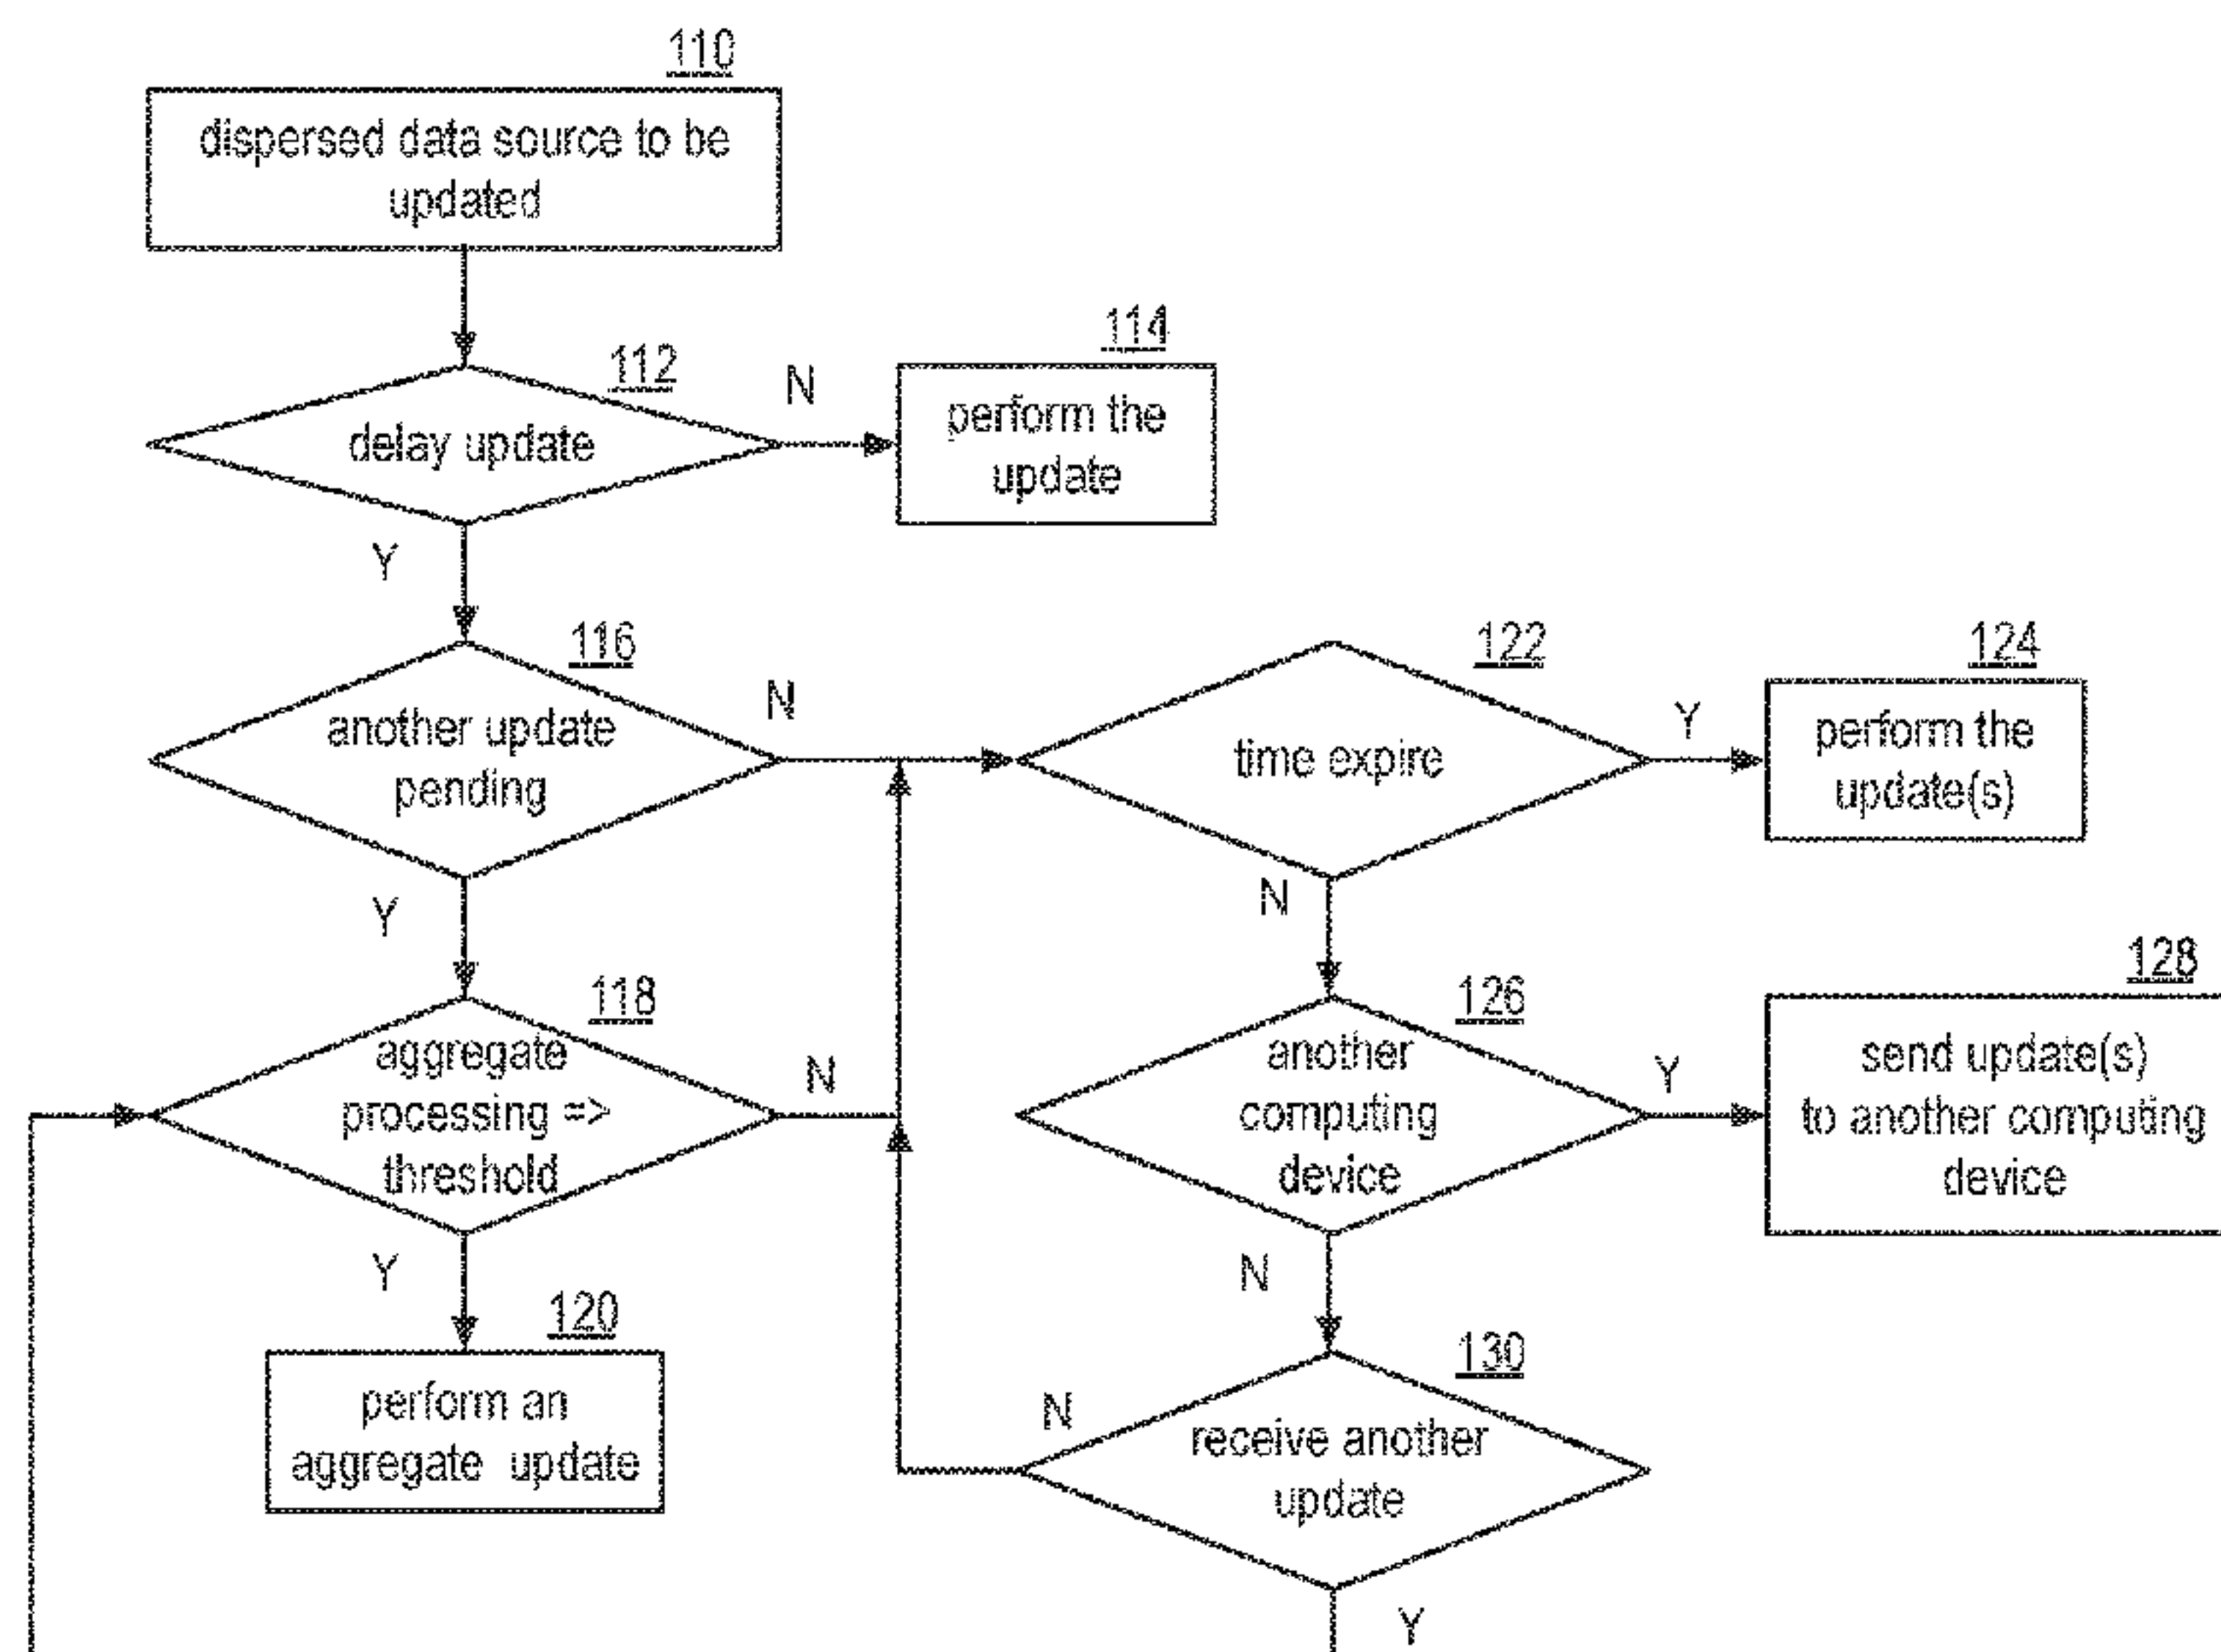 110
dispersed data source to be
updated
112
delay update
N
114
perform the
update
Y
116
another update
pending
N
122
time expire
Y
124
perform the
update(s)
Y
N
118
aggregate
processing =>
threshold
N
126
another
computing
device
Y
128
send update(s)
to another computing
device
Y
N
120
perform an
aggregate update
130
N
receive another
update
Y